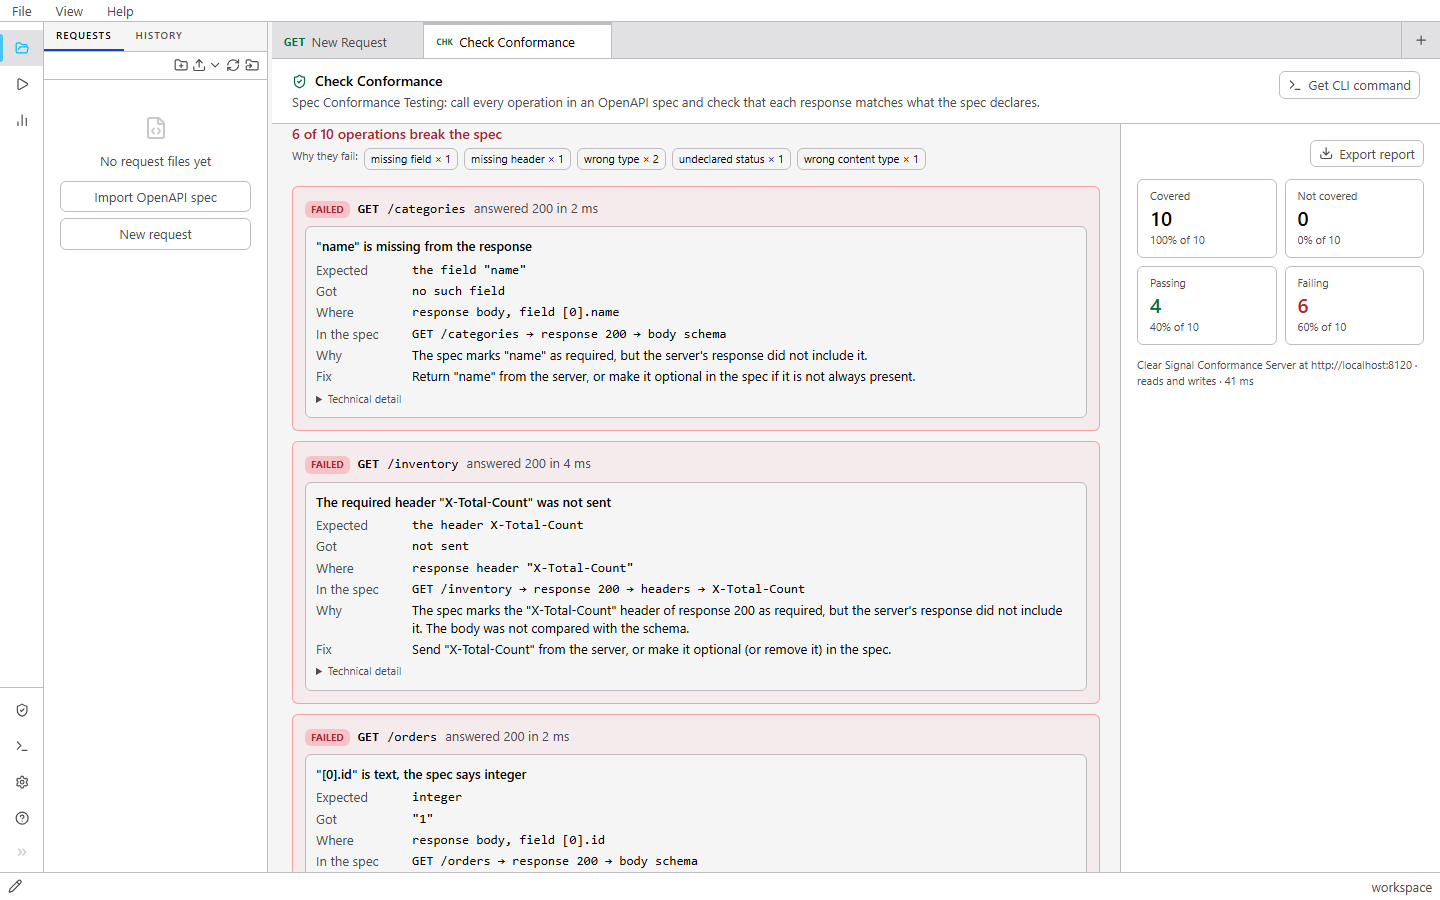 File View Help
REQUESTS HISTORY
No request files yet
Import OpenAPI spec
New request
GET New Request
CHK Check Conformance
Check Conformance
Spec Conformance Testing: call every operation in an OpenAPI spec and check that each response matches what the spec declares.
Get CLI command
6 of 10 operations break the spec
Why they fail: missing field × 1 missing header × 1 wrong type × 2 undeclared status × 1 wrong content type × 1
FAILED GET /categories answered 200 in 2 ms
"name" is missing from the response
Expected the field "name"
Got no such field
Where response body, field [0].name
In the spec GET /categories → response 200 → body schema
Why The spec marks "name" as required, but the server's response did not include it.
Fix Return "name" from the server, or make it optional in the spec if it is not always present.
Technical detail
FAILED GET /inventory answered 200 in 4 ms
The required header "X-Total-Count" was not sent
Expected the header X-Total-Count
Got not sent
Where response header "X-Total-Count"
In the spec GET /inventory → response 200 → headers → X-Total-Count
Why The spec marks the "X-Total-Count" header of response 200 as required, but the server's response did not include
it. The body was not compared with the schema.
Fix Send "X-Total-Count" from the server, or make it optional (or remove it) in the spec.
Technical detail
FAILED GET /orders answered 200 in 2 ms
"[0].id" is text, the spec says integer
Expected integer
Got "1"
Where response body, field [0].id
In the spec GET /orders → response 200 → body schema
Export report
Covered
10
100% of 10
Not covered
0
0% of 10
Passing
4
40% of 10
Failing
6
60% of 10
Clear Signal Conformance Server at http://localhost:8120 ·
reads and writes · 41 ms
workspace